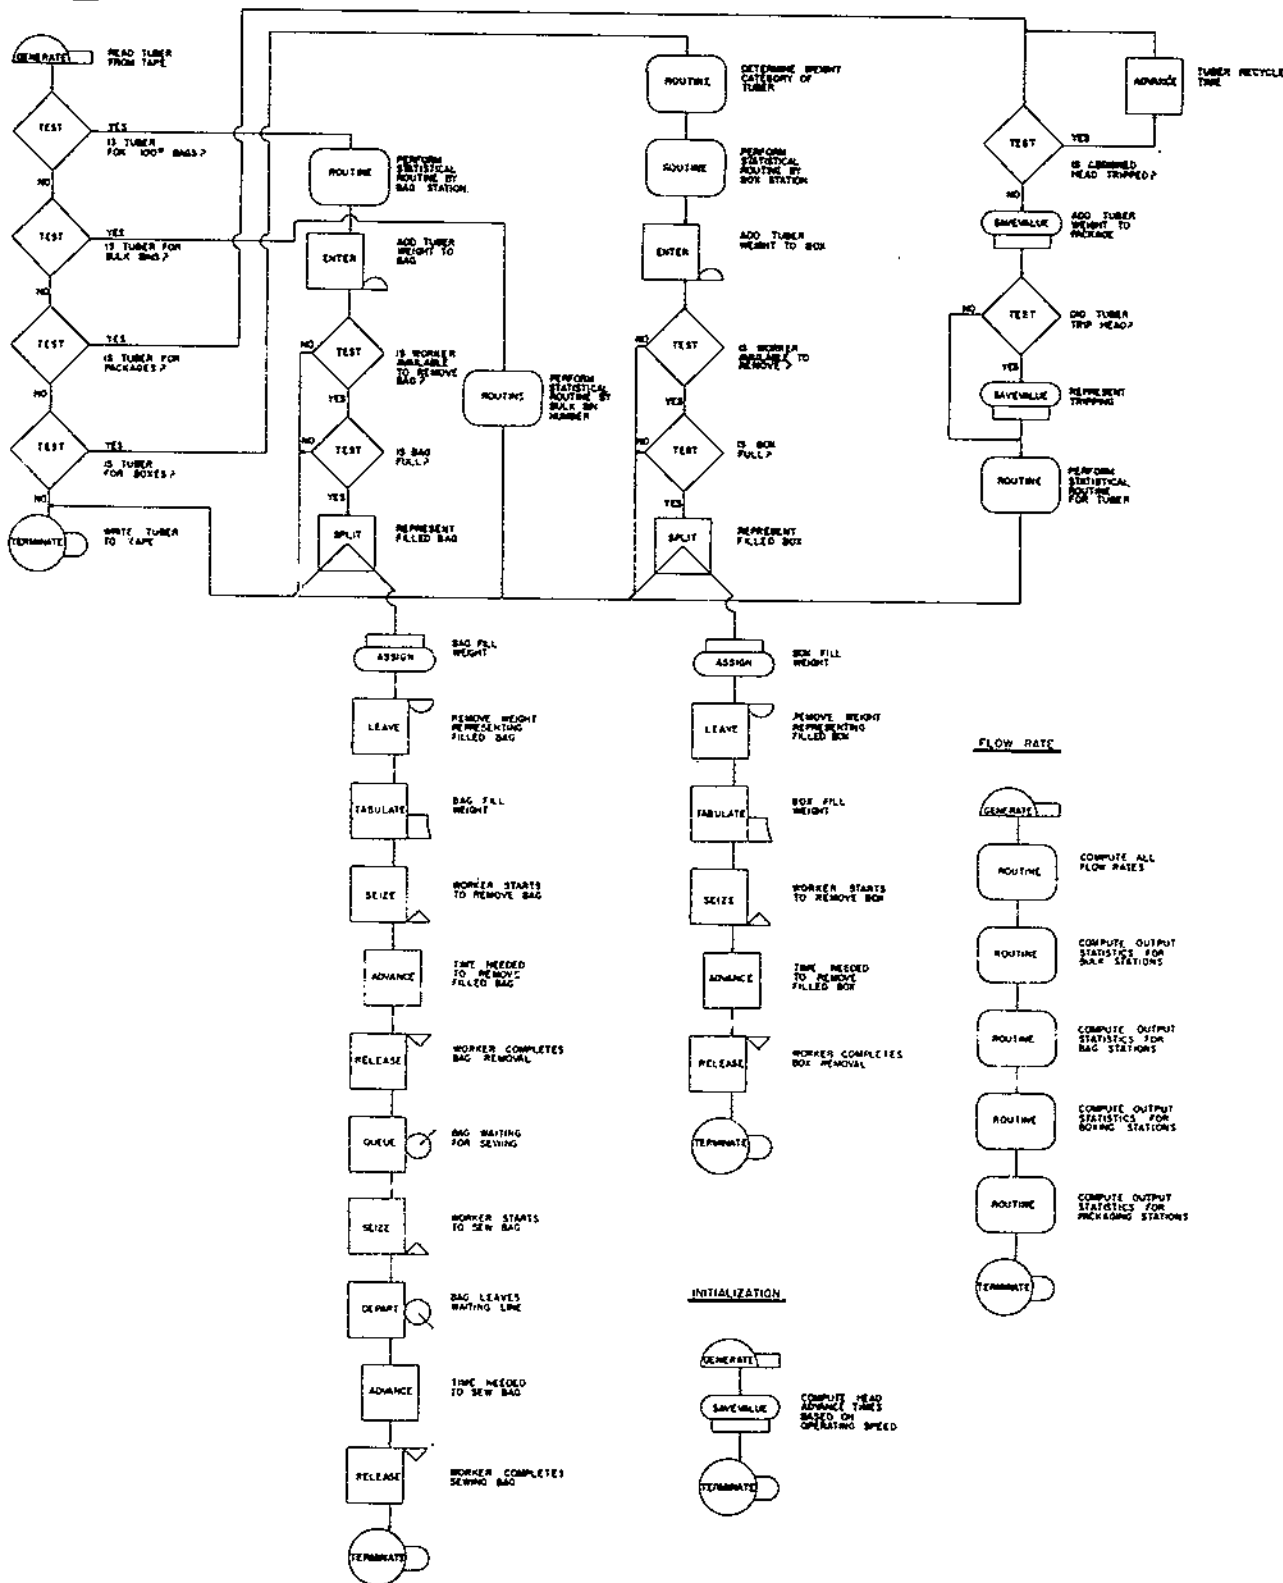 GENERATE
READ TUBER
FROM TAPE
TEST
YES
IS TUBER
FOR 100# BAGS?
NO
TEST
YES
IS TUBER FOR
BULK BINS?
NO
TEST
YES
IS TUBER FOR
PACKAGES?
NO
TEST
YES
IS TUBER
FOR BOXES?
NO
TERMINATE
WRITE TUBER
TO TAPE
ROUTINE
PERFORM
STATISTICAL
ROUTINE BY
BAG STATION
ENTER
ADD TUBER
WEIGHT TO
BAG
NO
TEST
IS WORKER
AVAILABLE
TO REMOVE
BAG?
YES
NO
TEST
IS BAG
FULL?
YES
SPLIT
REPRESENT
FILLED BAG
ROUTINE
PERFORM
STATISTICAL
ROUTINE BY
BULK BIN
NUMBER
ROUTINE
DETERMINE WEIGHT
CATEGORY OF
TUBER
ROUTINE
PERFORM
STATISTICAL
ROUTINE BY
BOX STATION
ENTER
ADD TUBER
WEIGHT TO BOX
NO
TEST
IS WORKER
AVAILABLE TO
REMOVE?
YES
NO
TEST
IS BOX
FULL?
YES
SPLIT
REPRESENT
FILLED BOX
ADVANCE
TUBER RECYCLE
TIME
TEST
YES
IS ASSIGNED
HEAD TRIPPED?
NO
SAVEVALUE
ADD TUBER
WEIGHT TO
PACKAGE
NO
TEST
DID TUBER
TRIP HEAD?
YES
SAVEVALUE
REPRESENT
TRIPPING
ROUTINE
PERFORM
STATISTICAL
ROUTINE
FOR TUBER
ASSIGN
BAG FILL
WEIGHT
LEAVE
REMOVE WEIGHT
REPRESENTING
FILLED BAG
TABULATE
BAG FILL
WEIGHT
SEIZE
WORKER STARTS
TO REMOVE BAG
ADVANCE
TIME NEEDED
TO REMOVE
FILLED BAG
RELEASE
WORKER COMPLETES
BAG REMOVAL
QUEUE
BAG WAITING
FOR SEWING
SEIZE
WORKER STARTS
TO SEW BAG
DEPART
BAG LEAVES
WAITING LINE
ADVANCE
TIME NEEDED
TO SEW BAG
RELEASE
WORKER COMPLETES
SEWING BAG
TERMINATE
ASSIGN
BOX FILL
WEIGHT
LEAVE
REMOVE WEIGHT
REPRESENTING
FILLED BOX
TABULATE
BOX FILL
WEIGHT
SEIZE
WORKER STARTS
TO REMOVE BOX
ADVANCE
TIME NEEDED
TO REMOVE
FILLED BOX
RELEASE
WORKER COMPLETES
BOX REMOVAL
TERMINATE
INITIALIZATION
GENERATE
SAVEVALUE
COMPUTE HEAD
ADVANCE TIMES
BASED ON
OPERATING SPEED
TERMINATE
FLOW RATE
GENERATE
ROUTINE
COMPUTE ALL
FLOW RATES
ROUTINE
COMPUTE OUTPUT
STATISTICS FOR
BULK STATIONS
ROUTINE
COMPUTE OUTPUT
STATISTICS FOR
BAG STATIONS
ROUTINE
COMPUTE OUTPUT
STATISTICS FOR
BOXING STATIONS
ROUTINE
COMPUTE OUTPUT
STATISTICS FOR
PACKAGING STATIONS
TERMINATE